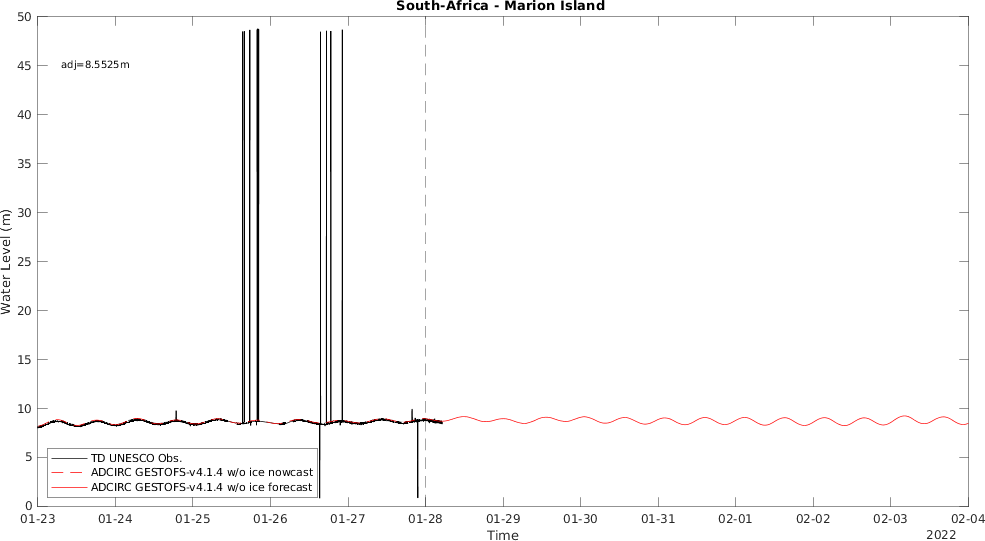 South-Africa - Marion Island
50
45
40
35
30
25
20
15
10
5
0
Water Level (m)
adj=8.5525m
TD UNESCO Obs.
ADCIRC GESTOFS-v4.1.4 w/o ice nowcast
ADCIRC GESTOFS-v4.1.4 w/o ice forecast
01-23 01-24 01-25 01-26 01-27 01-28 01-29 01-30 01-31 02-01 02-02 02-03 02-04
Time
2022